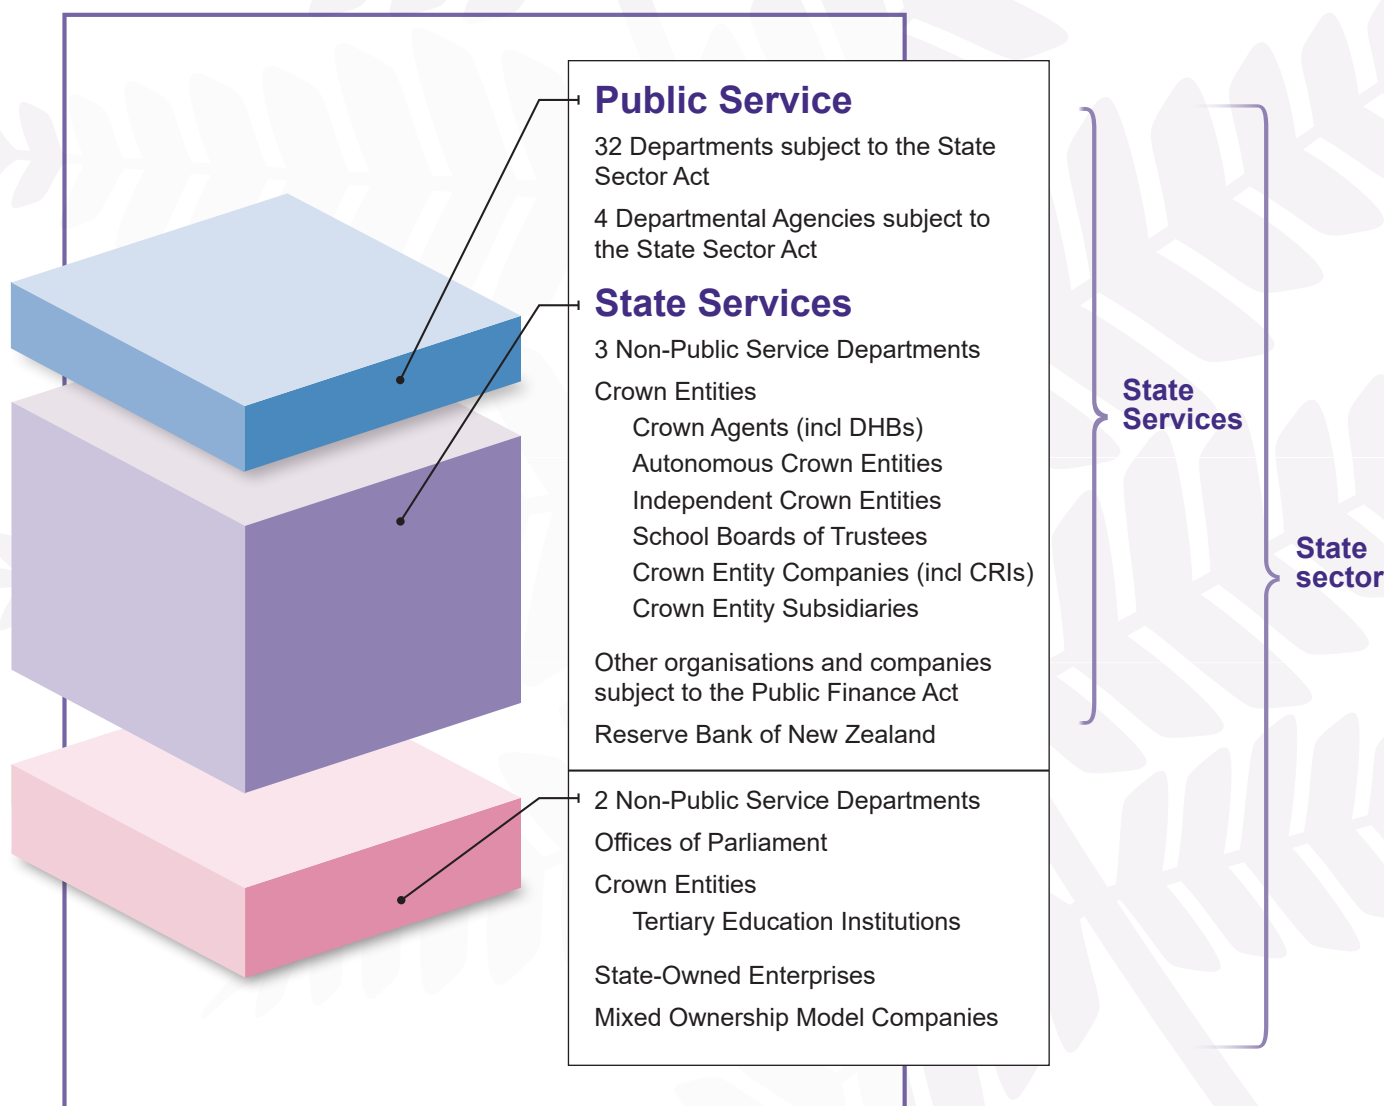 Public Service
32 Departments subject to the State
Sector Act
4 Departmental Agencies subject to
the State Sector Act
State Services
3 Non-Public Service Departments
Crown Entities
Crown Agents (incl DHBs)
Autonomous Crown Entities
Independent Crown Entities
School Boards of Trustees
Crown Entity Companies (incl CRIs)
Crown Entity Subsidiaries
Other organisations and companies
subject to the Public Finance Act
Reserve Bank of New Zealand
2 Non-Public Service Departments
Offices of Parliament
Crown Entities
Tertiary Education Institutions
State-Owned Enterprises
Mixed Ownership Model Companies
State
Services
State
sector